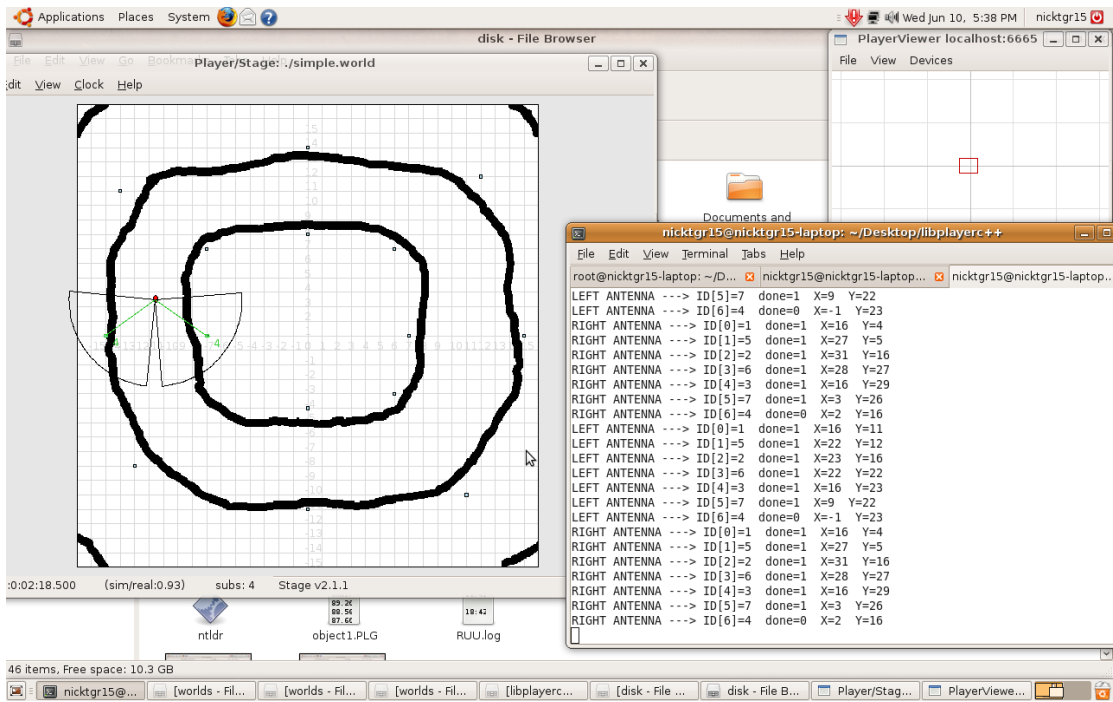 Applications Places System
Wed Jun 10, 5:38 PM nicktgr15
disk - File Browser
File Edit View Go Bookmarks
Player/Stage: ./simple.world
dit View Clock Help
PlayerViewer localhost:6665
File View Devices
Documents and
nicktgr15@nicktgr15-laptop: ~/Desktop/libplayerc++
File Edit View Terminal Tabs Help
root@nicktgr15-laptop: ~/D... nicktgr15@nicktgr15-laptop... nicktgr15@nicktgr15-laptop...
LEFT ANTENNA ---> ID[5]=7 done=1 X=9 Y=22
LEFT ANTENNA ---> ID[6]=4 done=0 X=-1 Y=23
RIGHT ANTENNA ---> ID[0]=1 done=1 X=16 Y=4
RIGHT ANTENNA ---> ID[1]=5 done=1 X=27 Y=5
RIGHT ANTENNA ---> ID[2]=2 done=1 X=31 Y=16
RIGHT ANTENNA ---> ID[3]=6 done=1 X=28 Y=27
RIGHT ANTENNA ---> ID[4]=3 done=1 X=16 Y=29
RIGHT ANTENNA ---> ID[5]=7 done=1 X=3 Y=26
RIGHT ANTENNA ---> ID[6]=4 done=0 X=2 Y=16
LEFT ANTENNA ---> ID[0]=1 done=1 X=16 Y=11
LEFT ANTENNA ---> ID[1]=5 done=1 X=22 Y=12
LEFT ANTENNA ---> ID[2]=2 done=1 X=23 Y=16
LEFT ANTENNA ---> ID[3]=6 done=1 X=22 Y=22
LEFT ANTENNA ---> ID[4]=3 done=1 X=16 Y=23
LEFT ANTENNA ---> ID[5]=7 done=1 X=9 Y=22
LEFT ANTENNA ---> ID[6]=4 done=0 X=-1 Y=23
RIGHT ANTENNA ---> ID[0]=1 done=1 X=16 Y=4
RIGHT ANTENNA ---> ID[1]=5 done=1 X=27 Y=5
RIGHT ANTENNA ---> ID[2]=2 done=1 X=31 Y=16
RIGHT ANTENNA ---> ID[3]=6 done=1 X=28 Y=27
RIGHT ANTENNA ---> ID[4]=3 done=1 X=16 Y=29
RIGHT ANTENNA ---> ID[5]=7 done=1 X=3 Y=26
RIGHT ANTENNA ---> ID[6]=4 done=0 X=2 Y=16
4 4
:0:02:18.500 (sim/real:0.93) subs: 4 Stage v2.1.1
ntldr object1.PLG RUU.log
46 items, Free space: 10.3 GB
nicktgr15@... [worlds - Fil... [worlds - Fil... [worlds - Fil... [libplayerc... [disk - File ... disk - File B... Player/Stag... PlayerViewe...